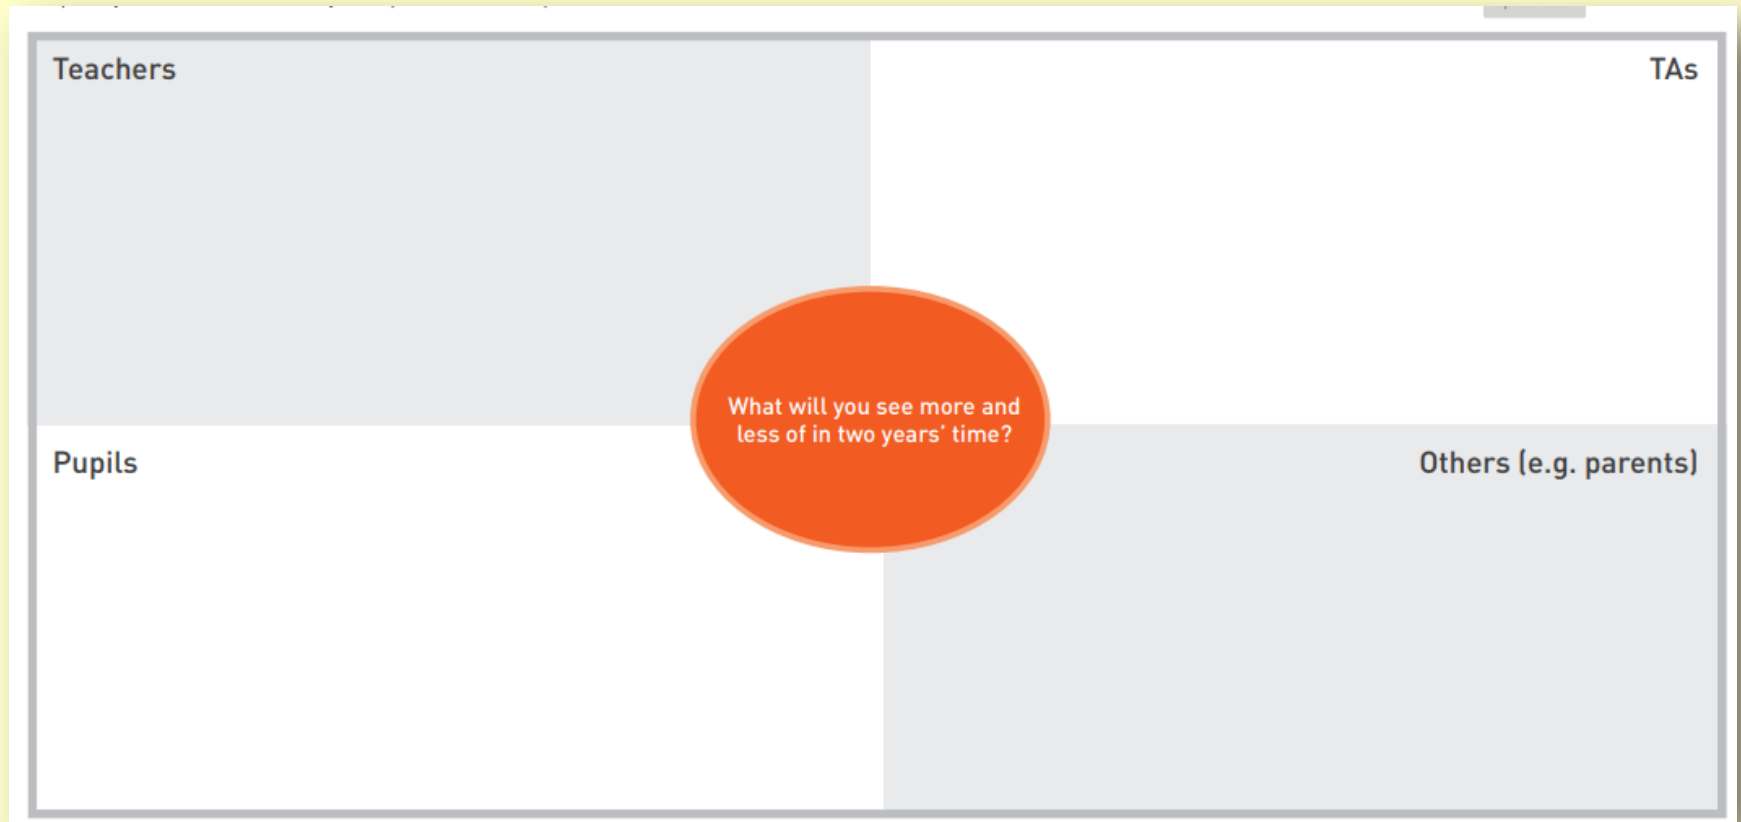 Teachers
TAs
What will you see more and
less of in two years’ time?
Pupils
Others (e.g. parents)